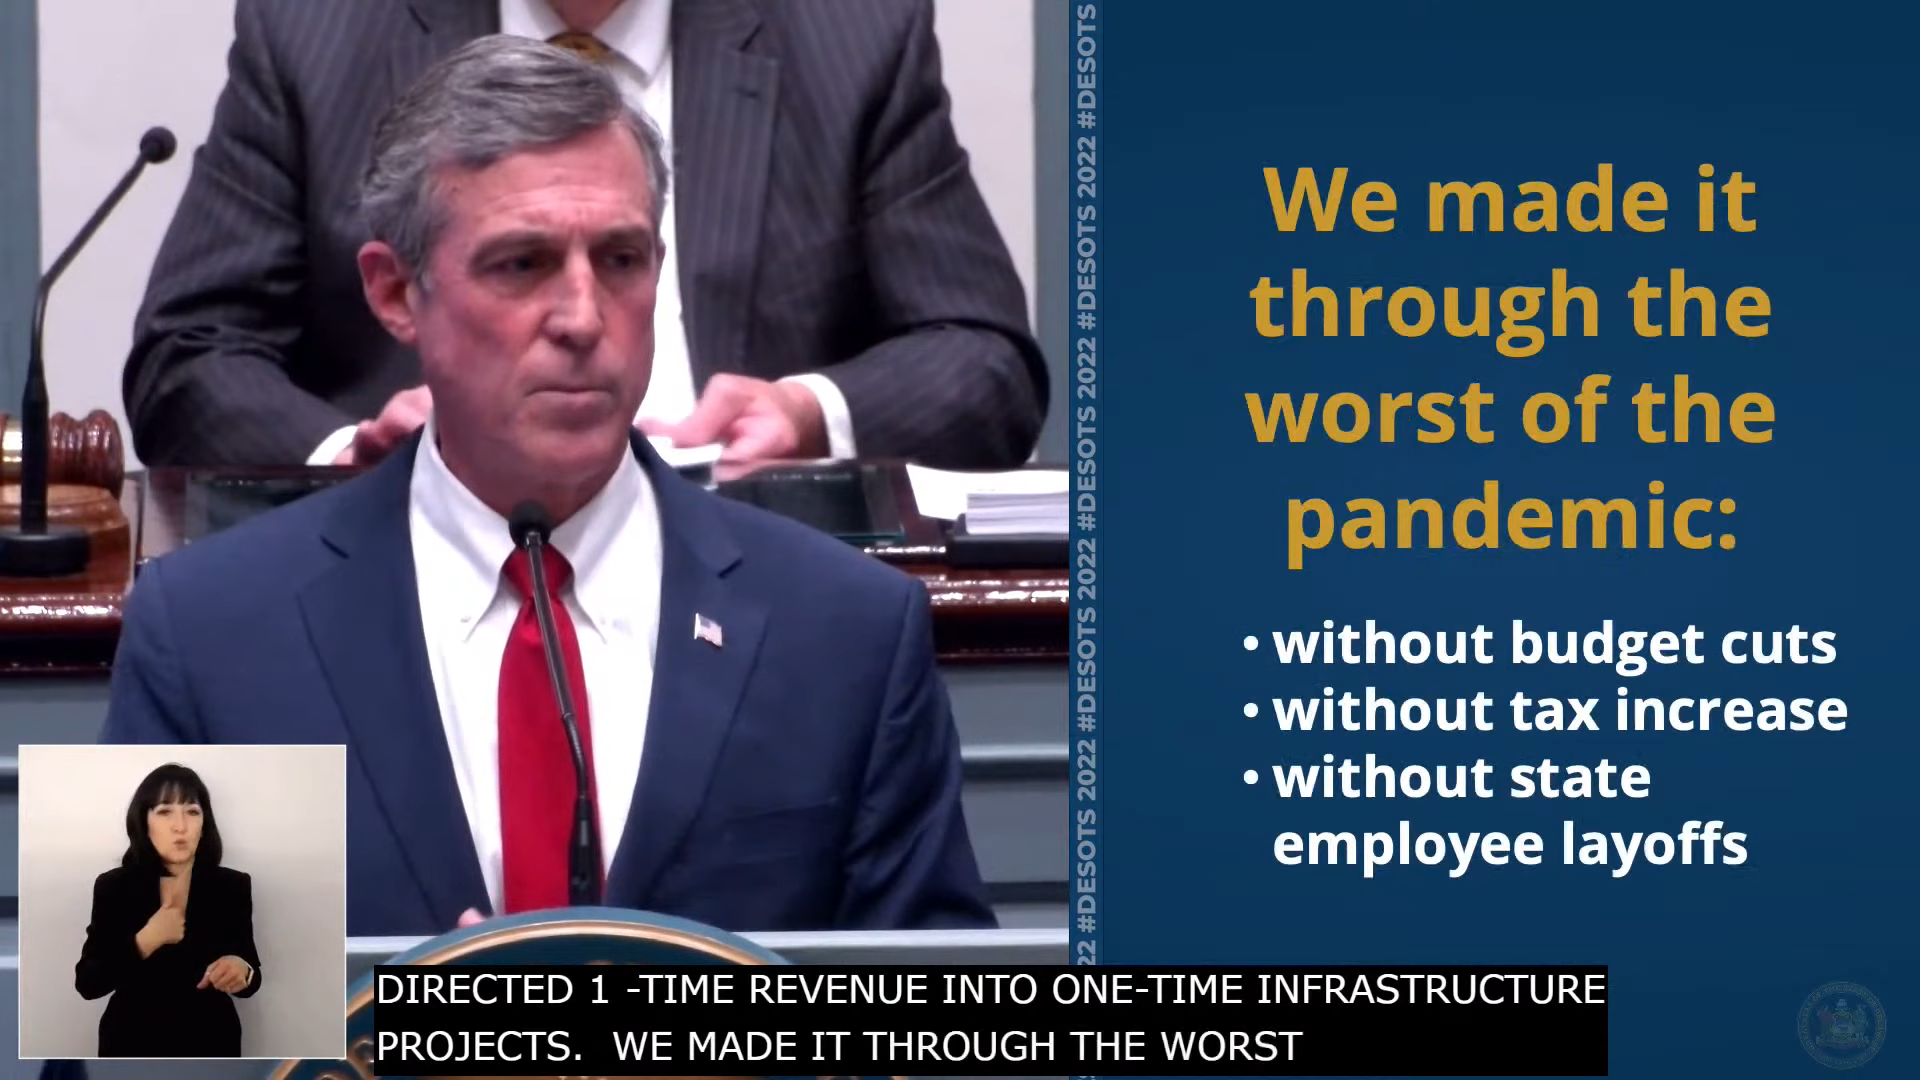 We made it
through the
worst of the
pandemic:
• without budget cuts
• without tax increase
• without state
employee layoffs
#DESOTS 2022 #DESOTS 2022 #DESOTS 2022 #DESOTS 2022 #DESOTS
DIRECTED 1 -TIME REVENUE INTO ONE-TIME INFRASTRUCTURE
PROJECTS.  WE MADE IT THROUGH THE WORST